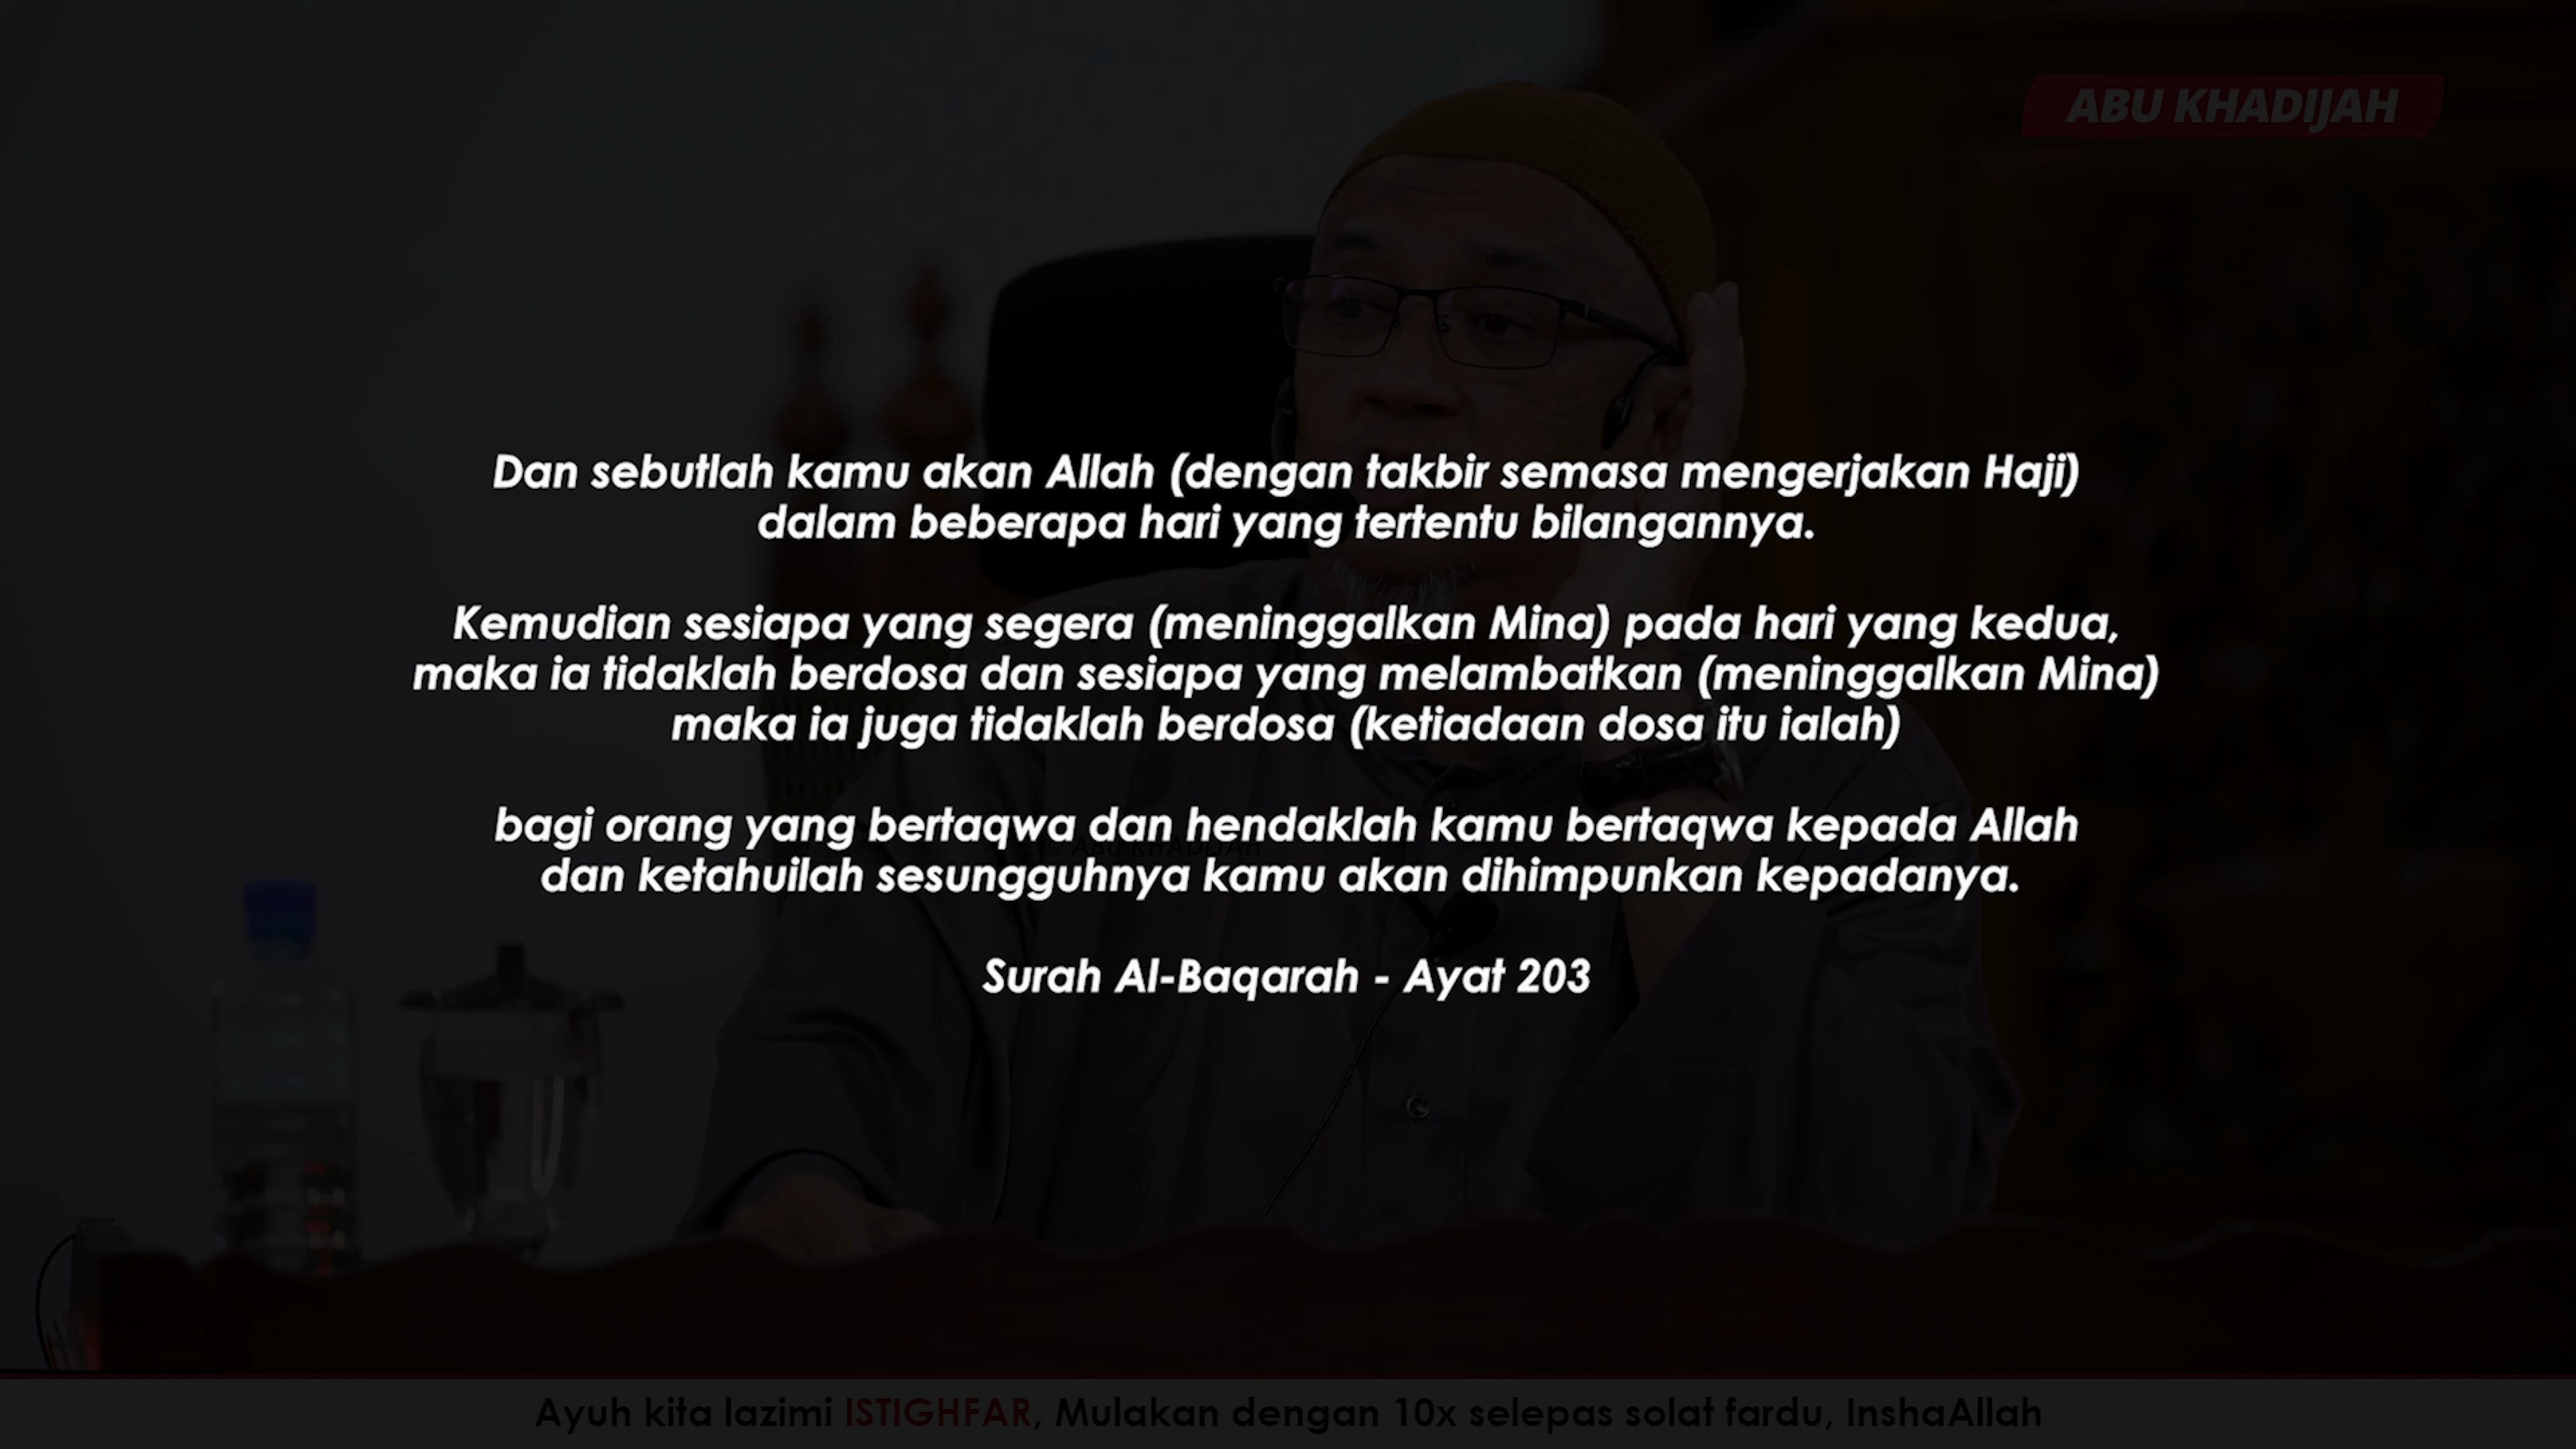 ABU KHADIJAH
Dan sebutlah kamu akan Allah (dengan takbir semasa mengerjakan Haji)
dalam beberapa hari yang tertentu bilangannya.
Kemudian sesiapa yang segera (meninggalkan Mina) pada hari yang kedua,
maka ia tidaklah berdosa dan sesiapa yang melambatkan (meninggalkan Mina)
maka ia juga tidaklah berdosa (ketiadaan dosa itu ialah)
bagi orang yang bertaqwa dan hendaklah kamu bertaqwa kepada Allah
© ABU KHADIJAH
dan ketahuilah sesungguhnya kamu akan dihimpunkan kepadanya.
Surah Al-Baqarah - Ayat 203
Ayuh kita lazimi ISTIGHFAR, Mulakan dengan 10x selepas solat fardu, InshaAllah